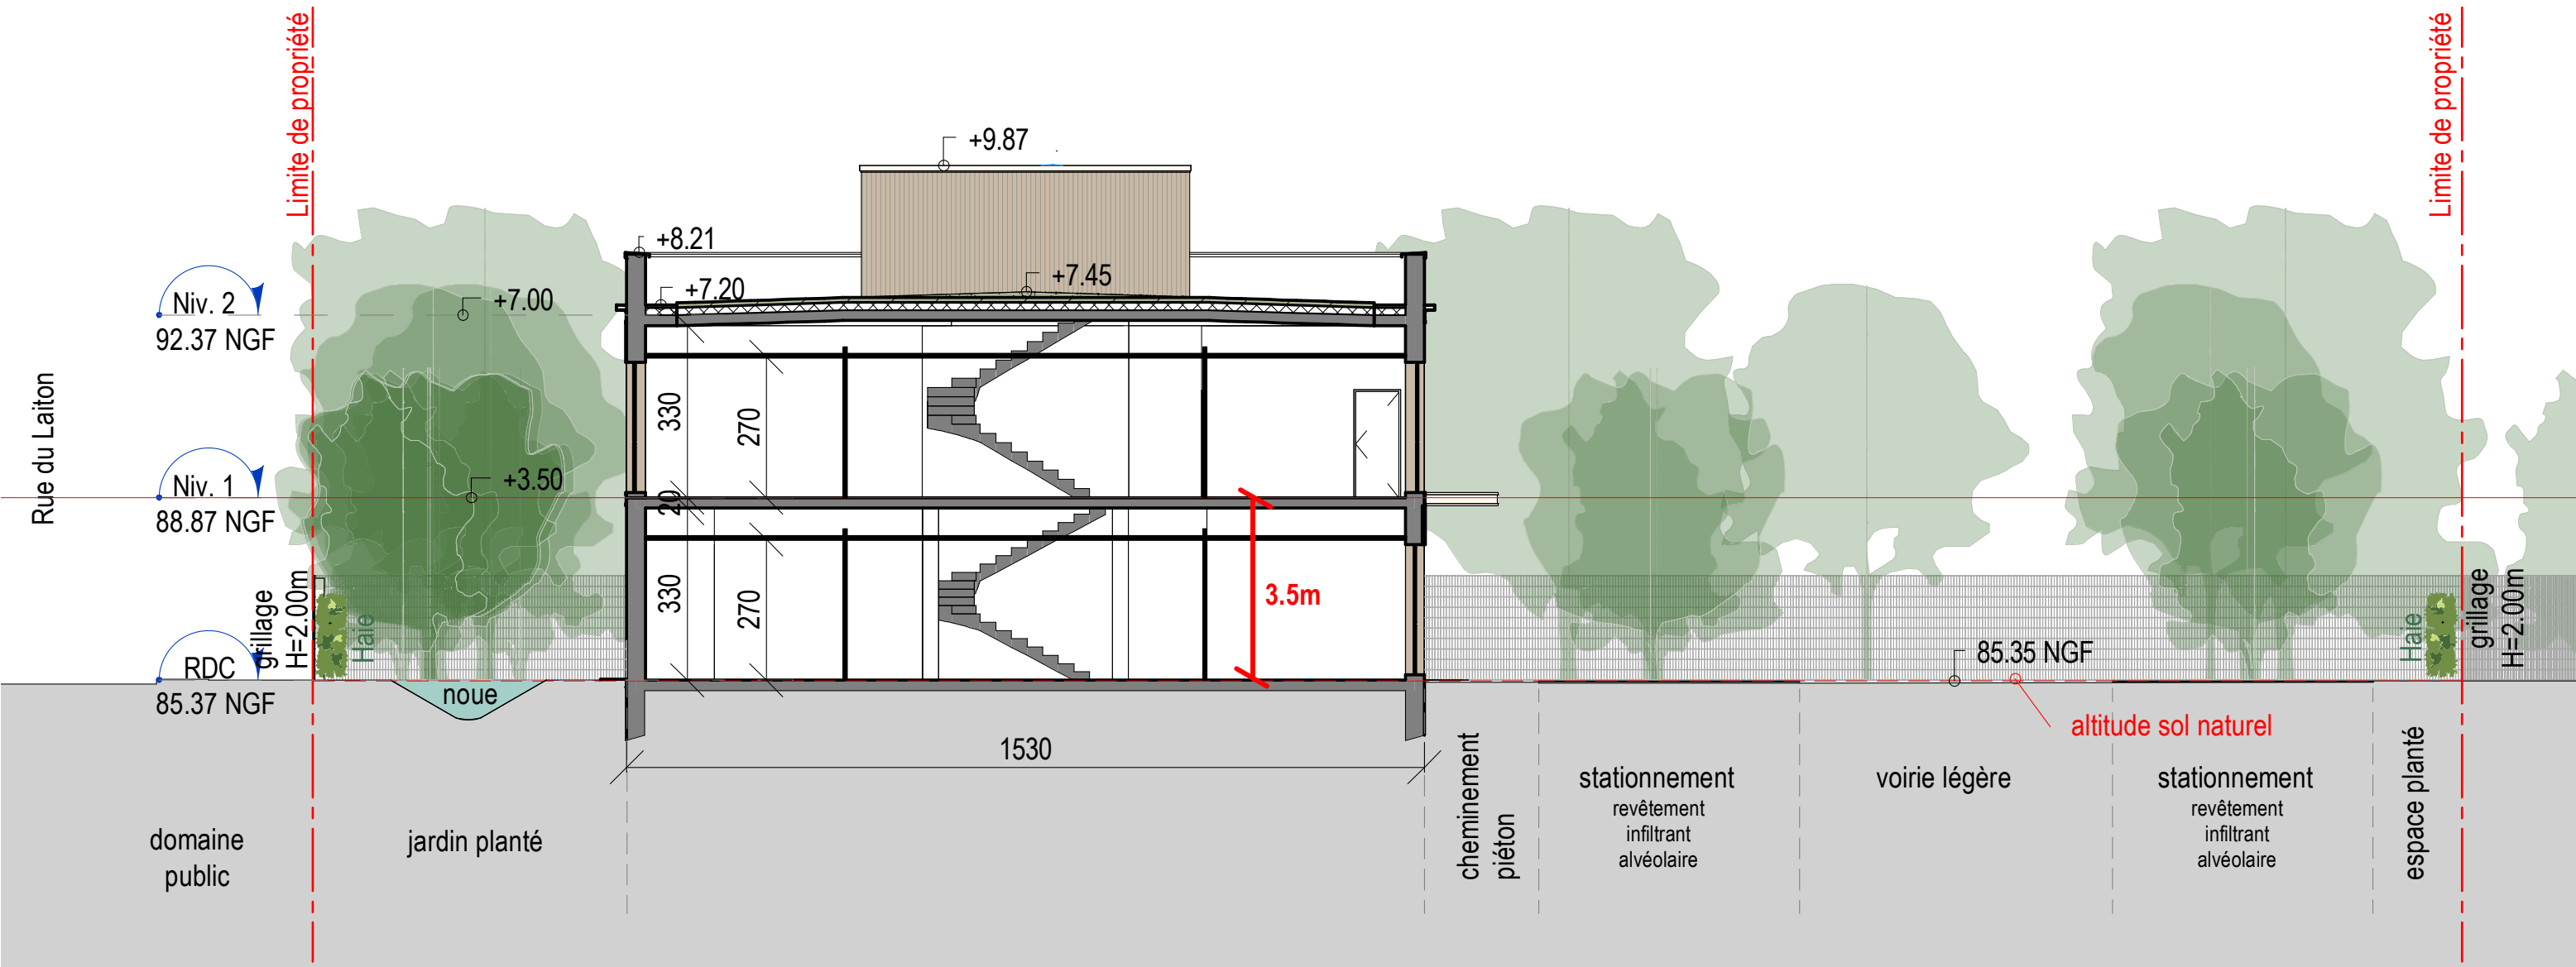 Limite de propriété
Limite de propriété
+9.87
+8.21
+7.45
+7.20
Niv. 2
92.37 NGF
+7.00
Rue du Laiton
330
270
Niv. 1
88.87 NGF
+3.50
20
330
270
3.5m
grillage
H=2.00m
Haie
RDC
85.37 NGF
noue
85.35 NGF
altitude sol naturel
Haie
grillage
H=2.00m
1530
domaine
public
jardin planté
cheminement
piéton
stationnement
revêtement
infiltrant
alvéolaire
voirie légère
stationnement
revêtement
infiltrant
alvéolaire
espace planté